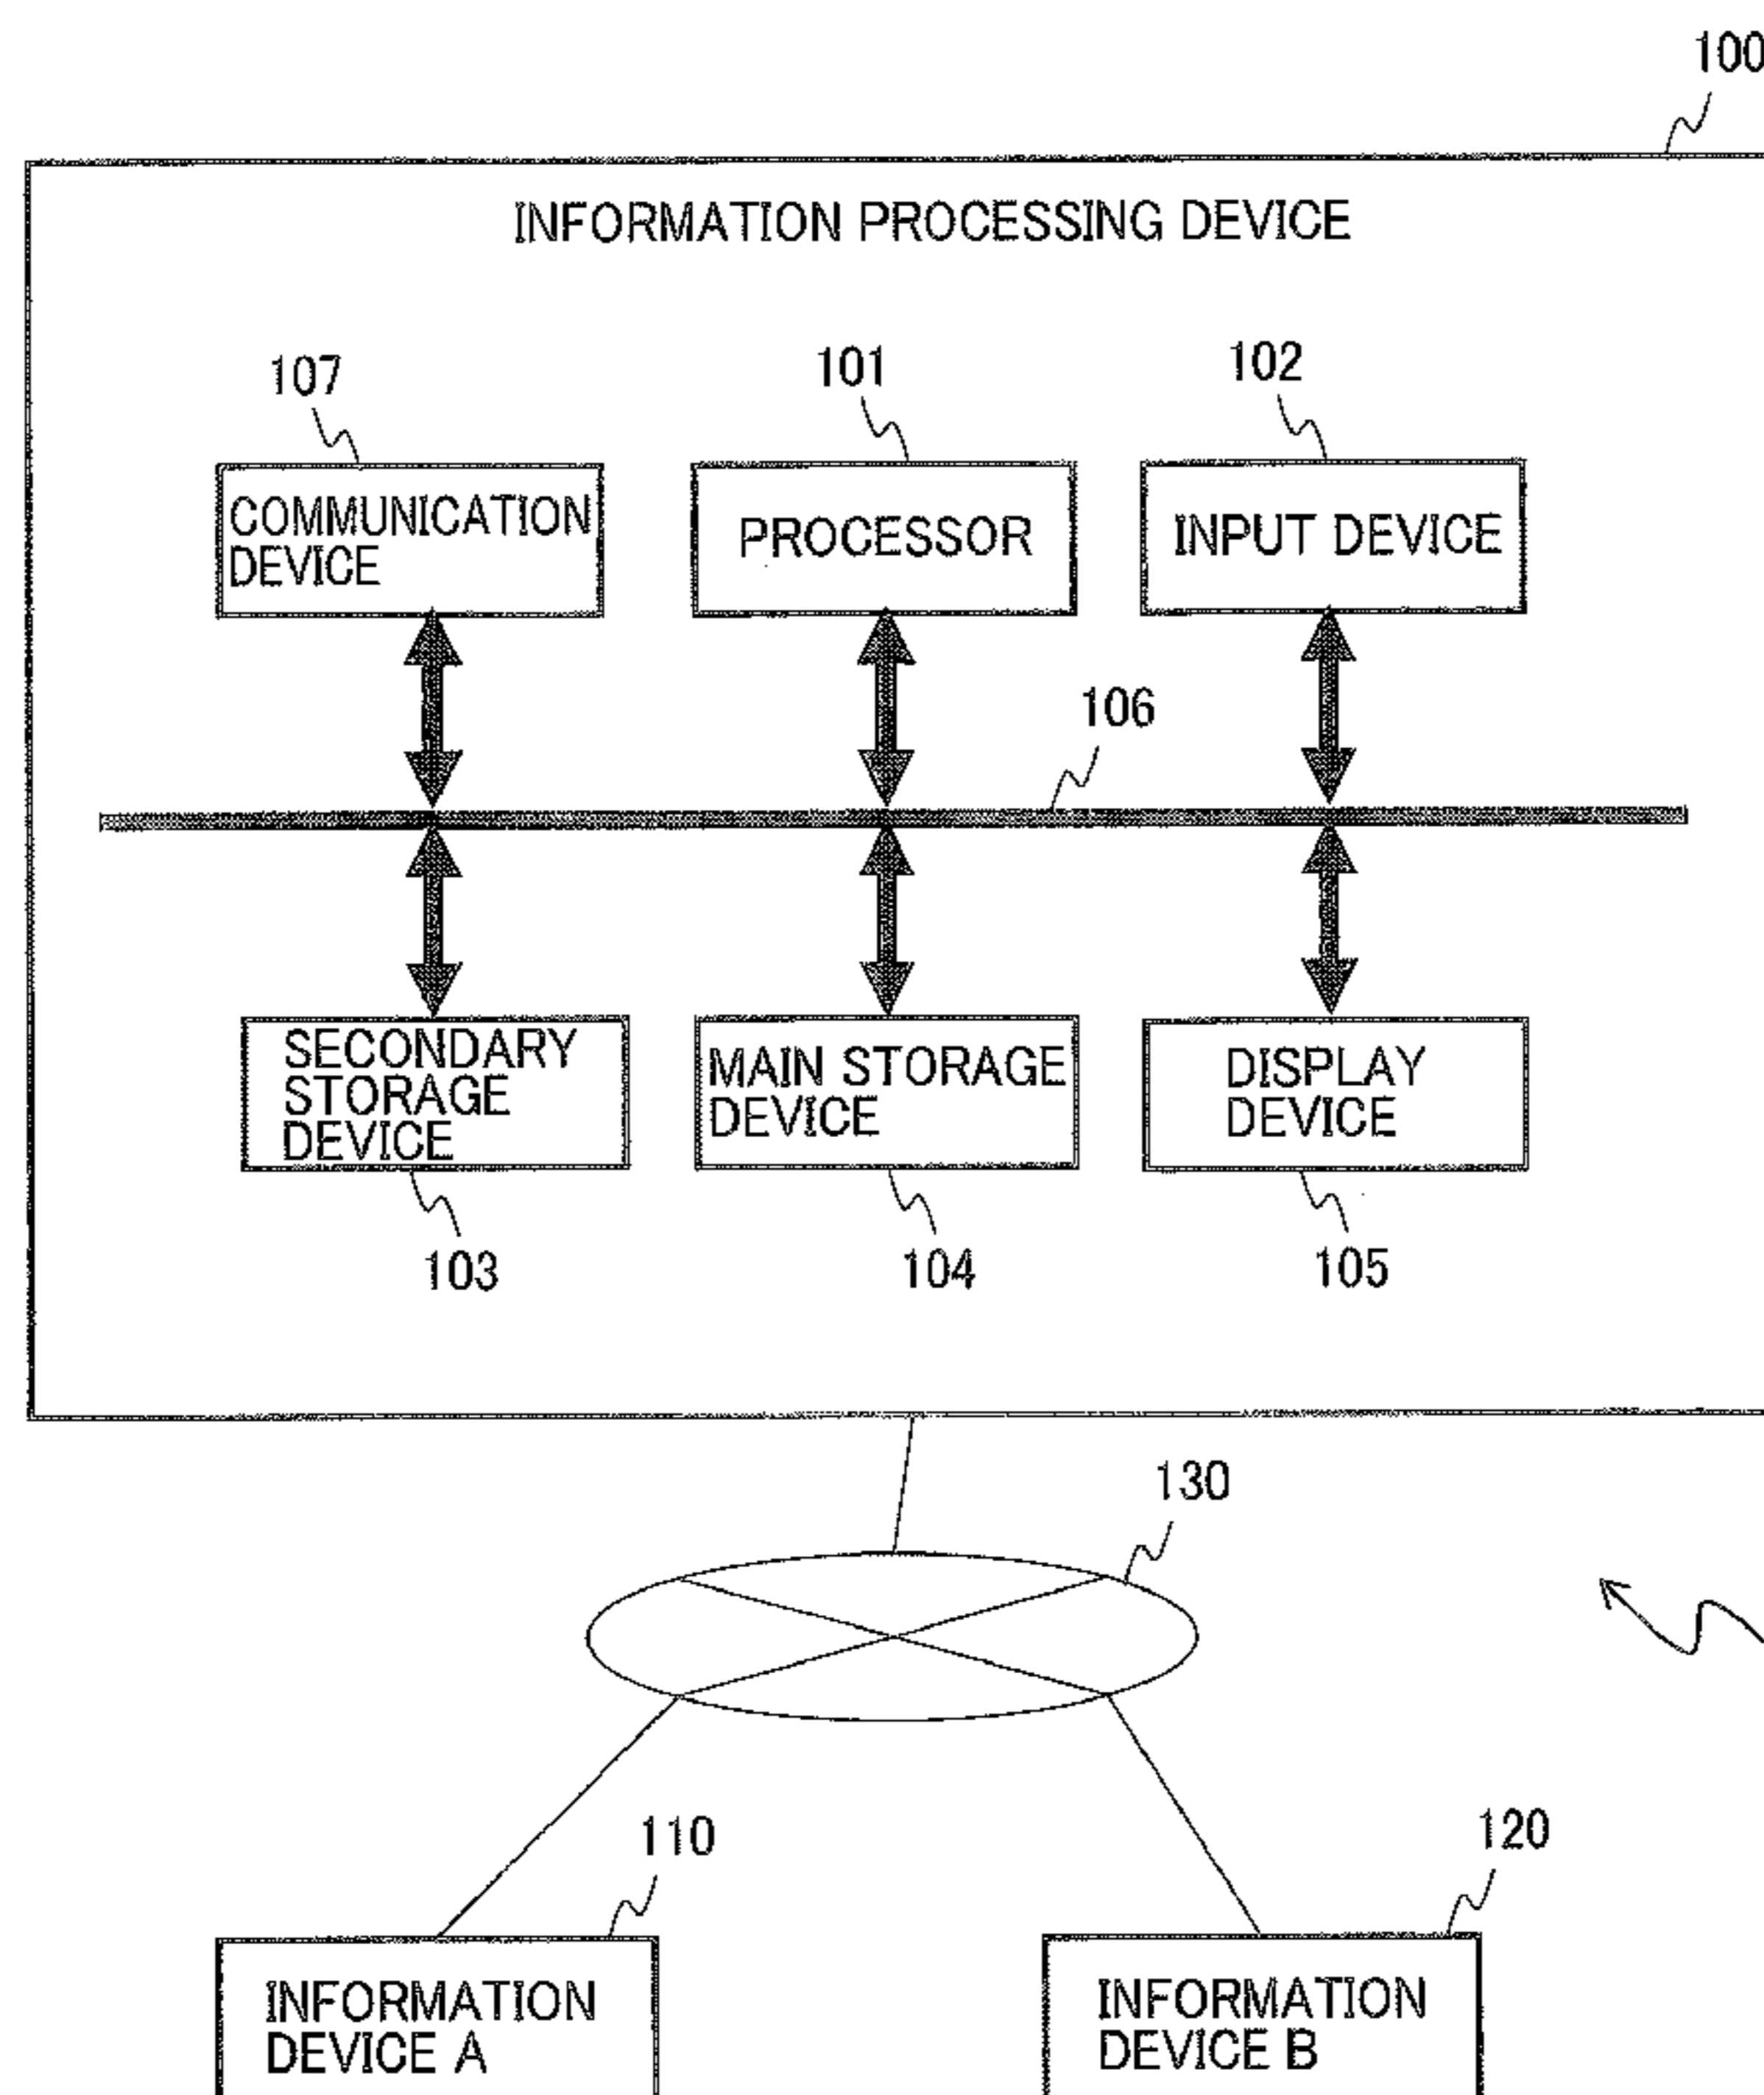 100
INFORMATION PROCESSING DEVICE
107
101
102
COMMUNICATION
DEVICE
PROCESSOR
INPUT DEVICE
106
SECONDARY
STORAGE
DEVICE
MAIN STORAGE
DEVICE
DISPLAY
DEVICE
103
104
105
130
110
120
INFORMATION
DEVICE A
INFORMATION
DEVICE B